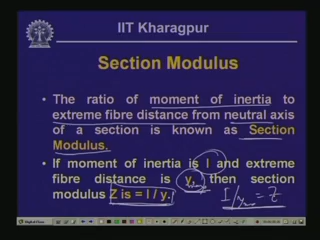 IIT Kharagpur
Section Modulus
• The ratio of moment of inertia to
extreme fibre distance from neutral axis
of a section is known as Section
Modulus.
• If moment of inertia is I and extreme
fibre distance is y, then section
modulus Z is = I / y.